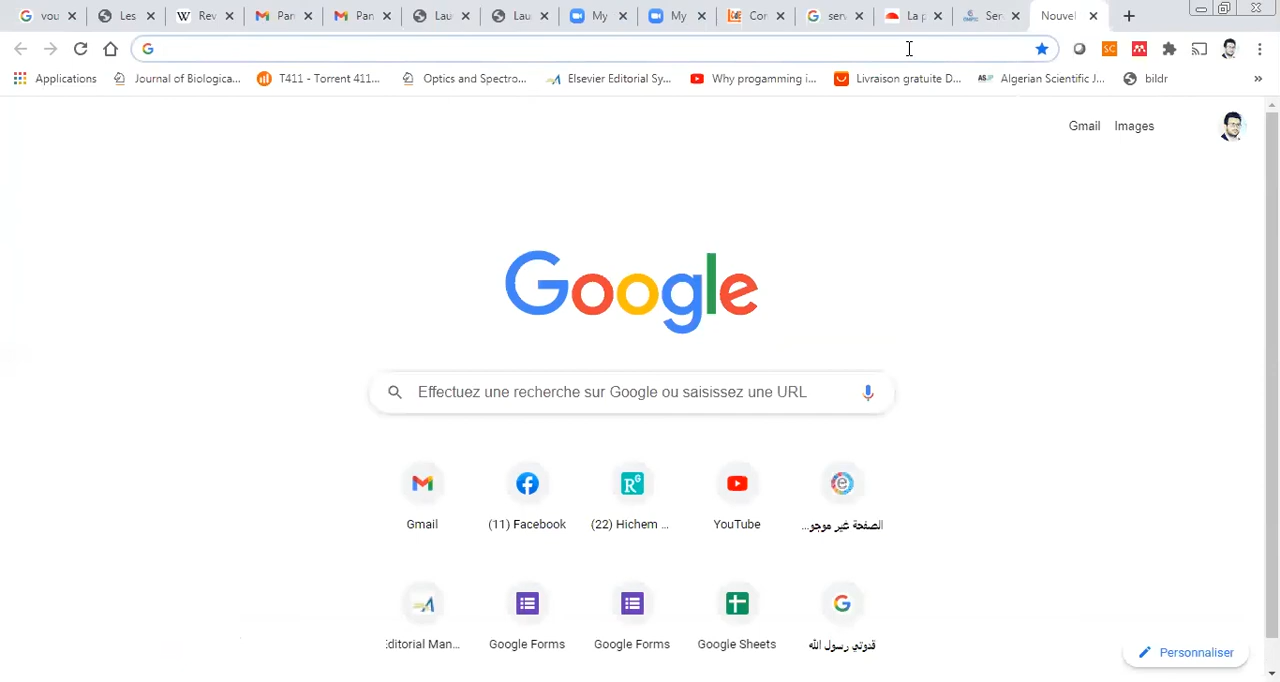 vou Les Rev Par Par Lau Lau My My Cor ser La p Ser Nouvel
SC
Applications Journal of Biologica... T411 - Torrent 411... Optics and Spectro... Elsevier Editorial Sy... Why progamming i... Livraison gratuite D... Algerian Scientific J... bildr »
Gmail Images
Google
Effectuez une recherche sur Google ou saisissez une URL
Gmail (11) Facebook (22) Hichem ... YouTube الصفحة غير موجو...
Editorial Man... Google Forms Google Forms Google Sheets قدوتي رسول الله
Personnaliser